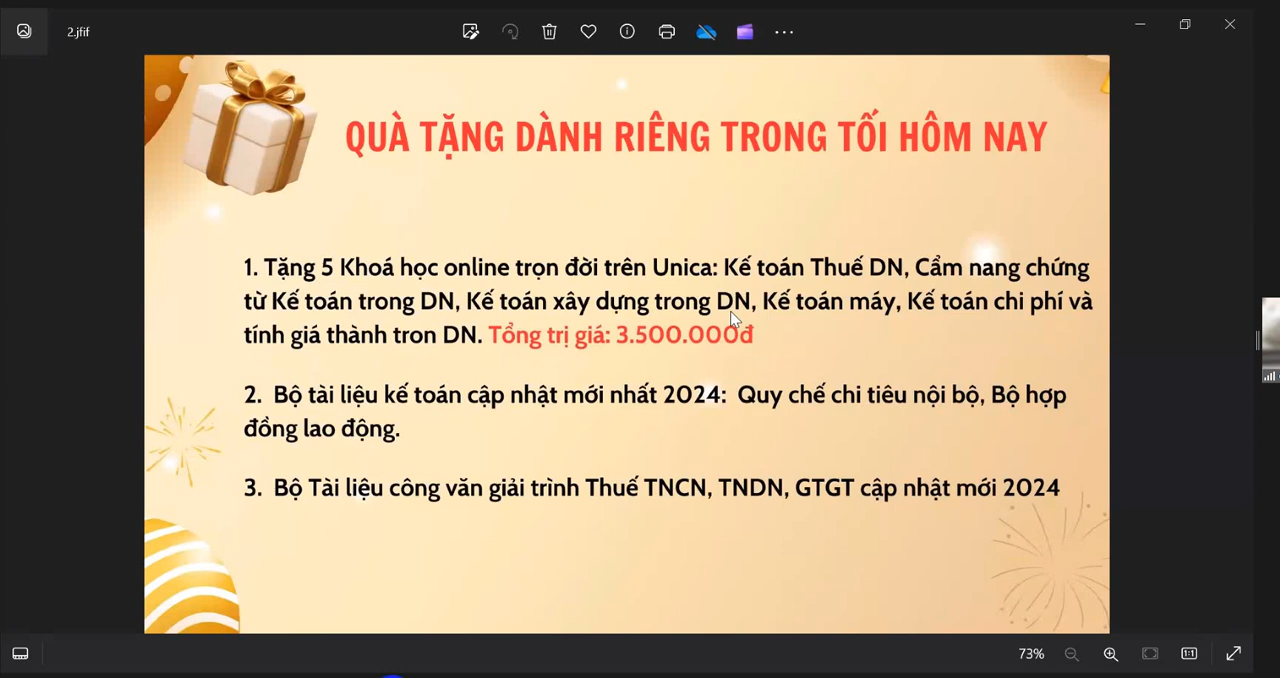 2.jfif
QUÀ TẶNG DÀNH RIÊNG TRONG TỐI HÔM NAY
1. Tặng 5 Khoá học online trọn đời trên Unica: Kế toán Thuế DN, Cẩm nang chứng
từ Kế toán trong DN, Kế toán xây dựng trong DN, Kế toán máy, Kế toán chi phí và
tính giá thành tron DN. Tổng trị giá: 3.500.000đ
2. Bộ tài liệu kế toán cập nhật mới nhất 2024: Quy chế chi tiêu nội bộ, Bộ hợp
đồng lao động.
3. Bộ Tài liệu công văn giải trình Thuế TNCN, TNDN, GTGT cập nhật mới 2024
73%